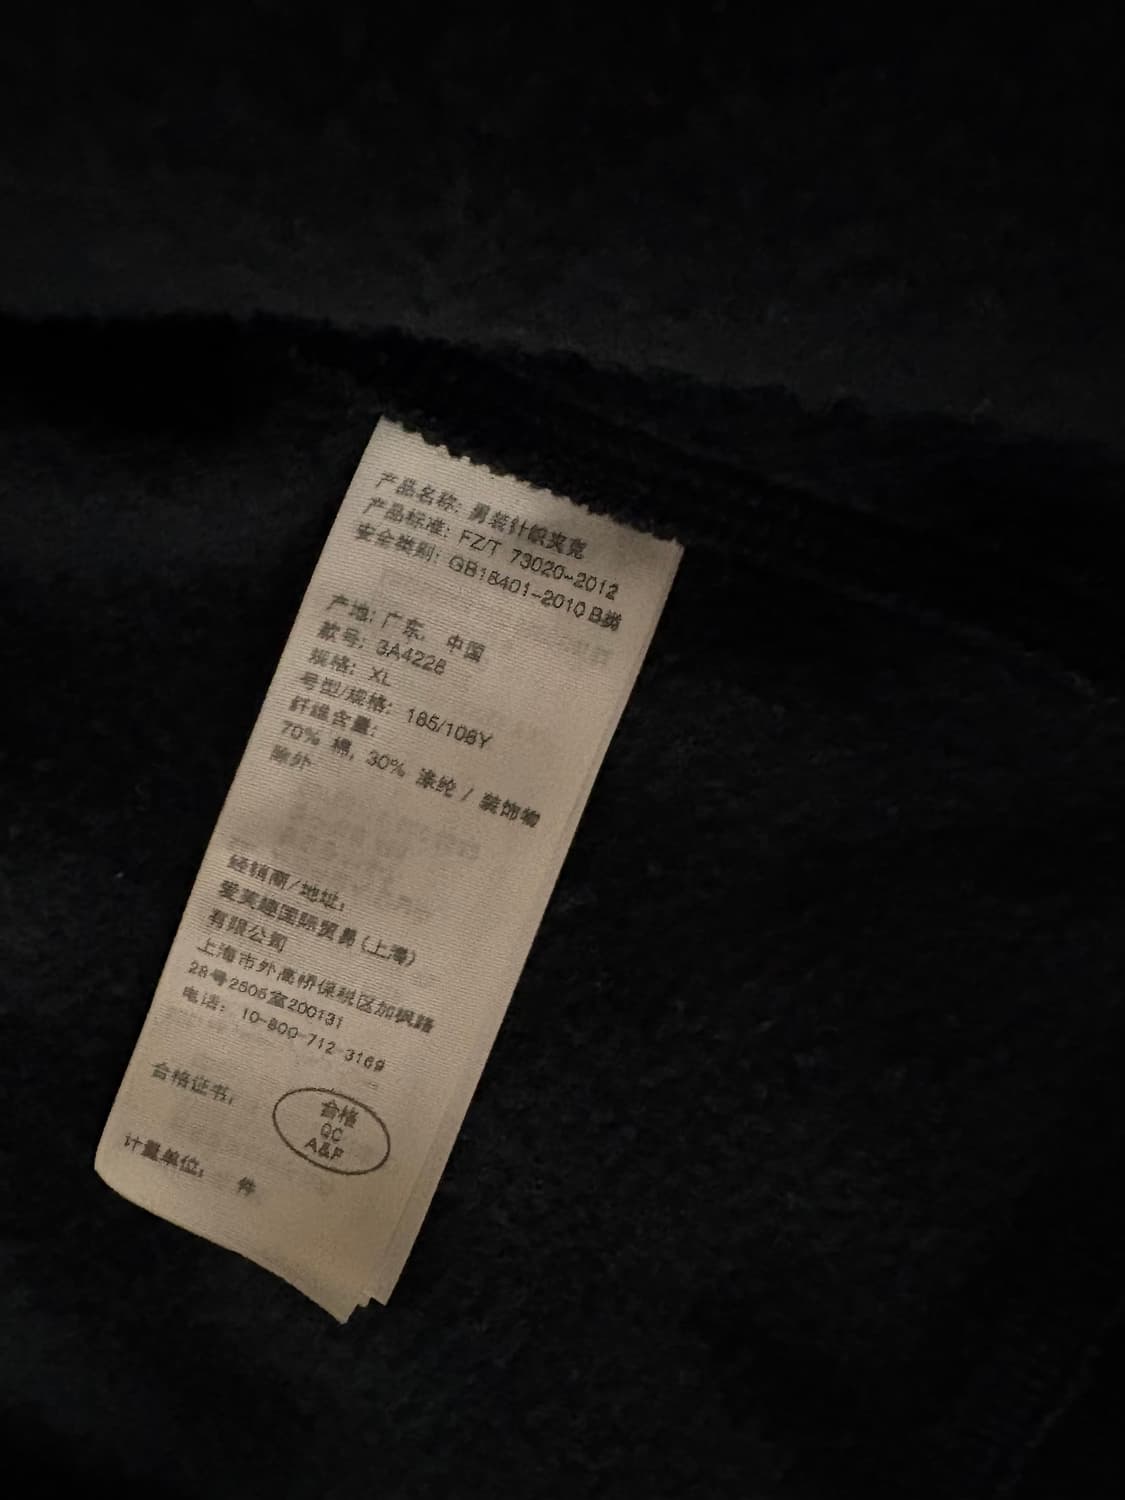 产品名称: 男装针织夹克
产品标准: FZ/T 73020-2012
安全类别: GB18401-2010 B类
产地: 广东, 中国
款号: 3A4228
规格: XL
号型/规格: 185/108Y
纤维含量:
70% 棉, 30% 涤纶 / 装饰物
除外
经销商/地址:
爱芙趣国际贸易(上海)
有限公司
上海市外高桥保税区加枫路
28号2605室200131
电话: 10-800-712-3169
合格证书:
合格
QC
A&F
计量单位: 件